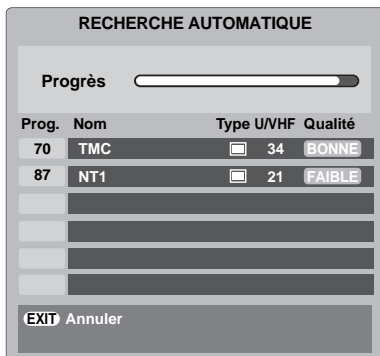 RECHERCHE AUTOMATIQUE
Progrès
Prog. Nom Type U/VHF Qualité
70 TMC 34 BONNE
87 NT1 21 FAIBLE
EXIT Annuler